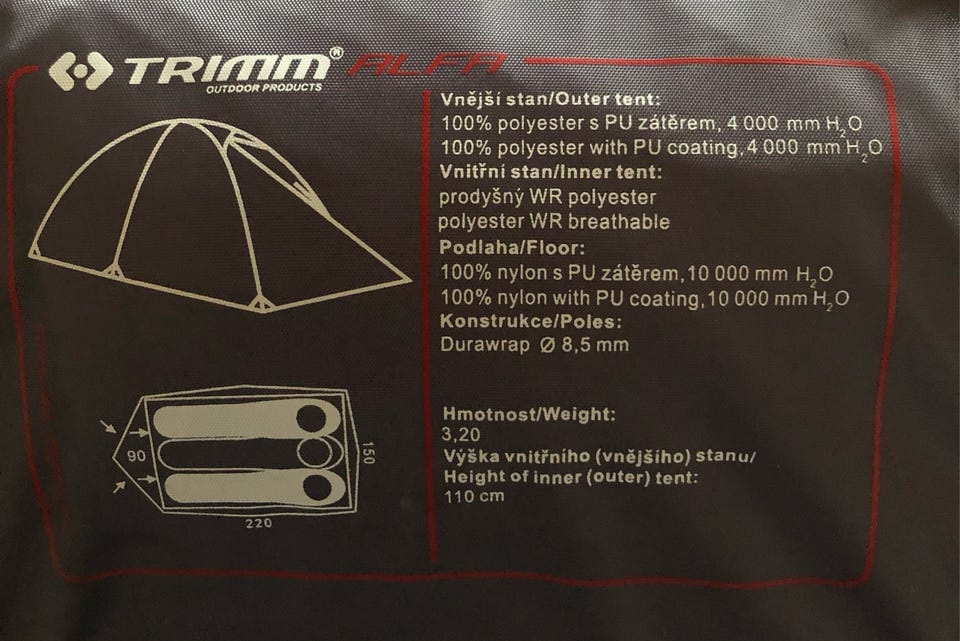 TRIMM® ALFA
OUTDOOR PRODUCTS
Vnější stan/Outer tent:
100% polyester s PU zátěrem, 4 000 mm H₂O
100% polyester with PU coating, 4 000 mm H₂O
Vnitřní stan/Inner tent:
prodyšný WR polyester
polyester WR breathable
Podlaha/Floor:
100% nylon s PU zátěrem, 10 000 mm H₂O
100% nylon with PU coating, 10 000 mm H₂O
Konstrukce/Poles:
Durawrap Ø 8,5 mm
Hmotnost/Weight:
3,20
Výška vnitřního (vnějšího) stanu/
Height of inner (outer) tent:
110 cm
90
150
220